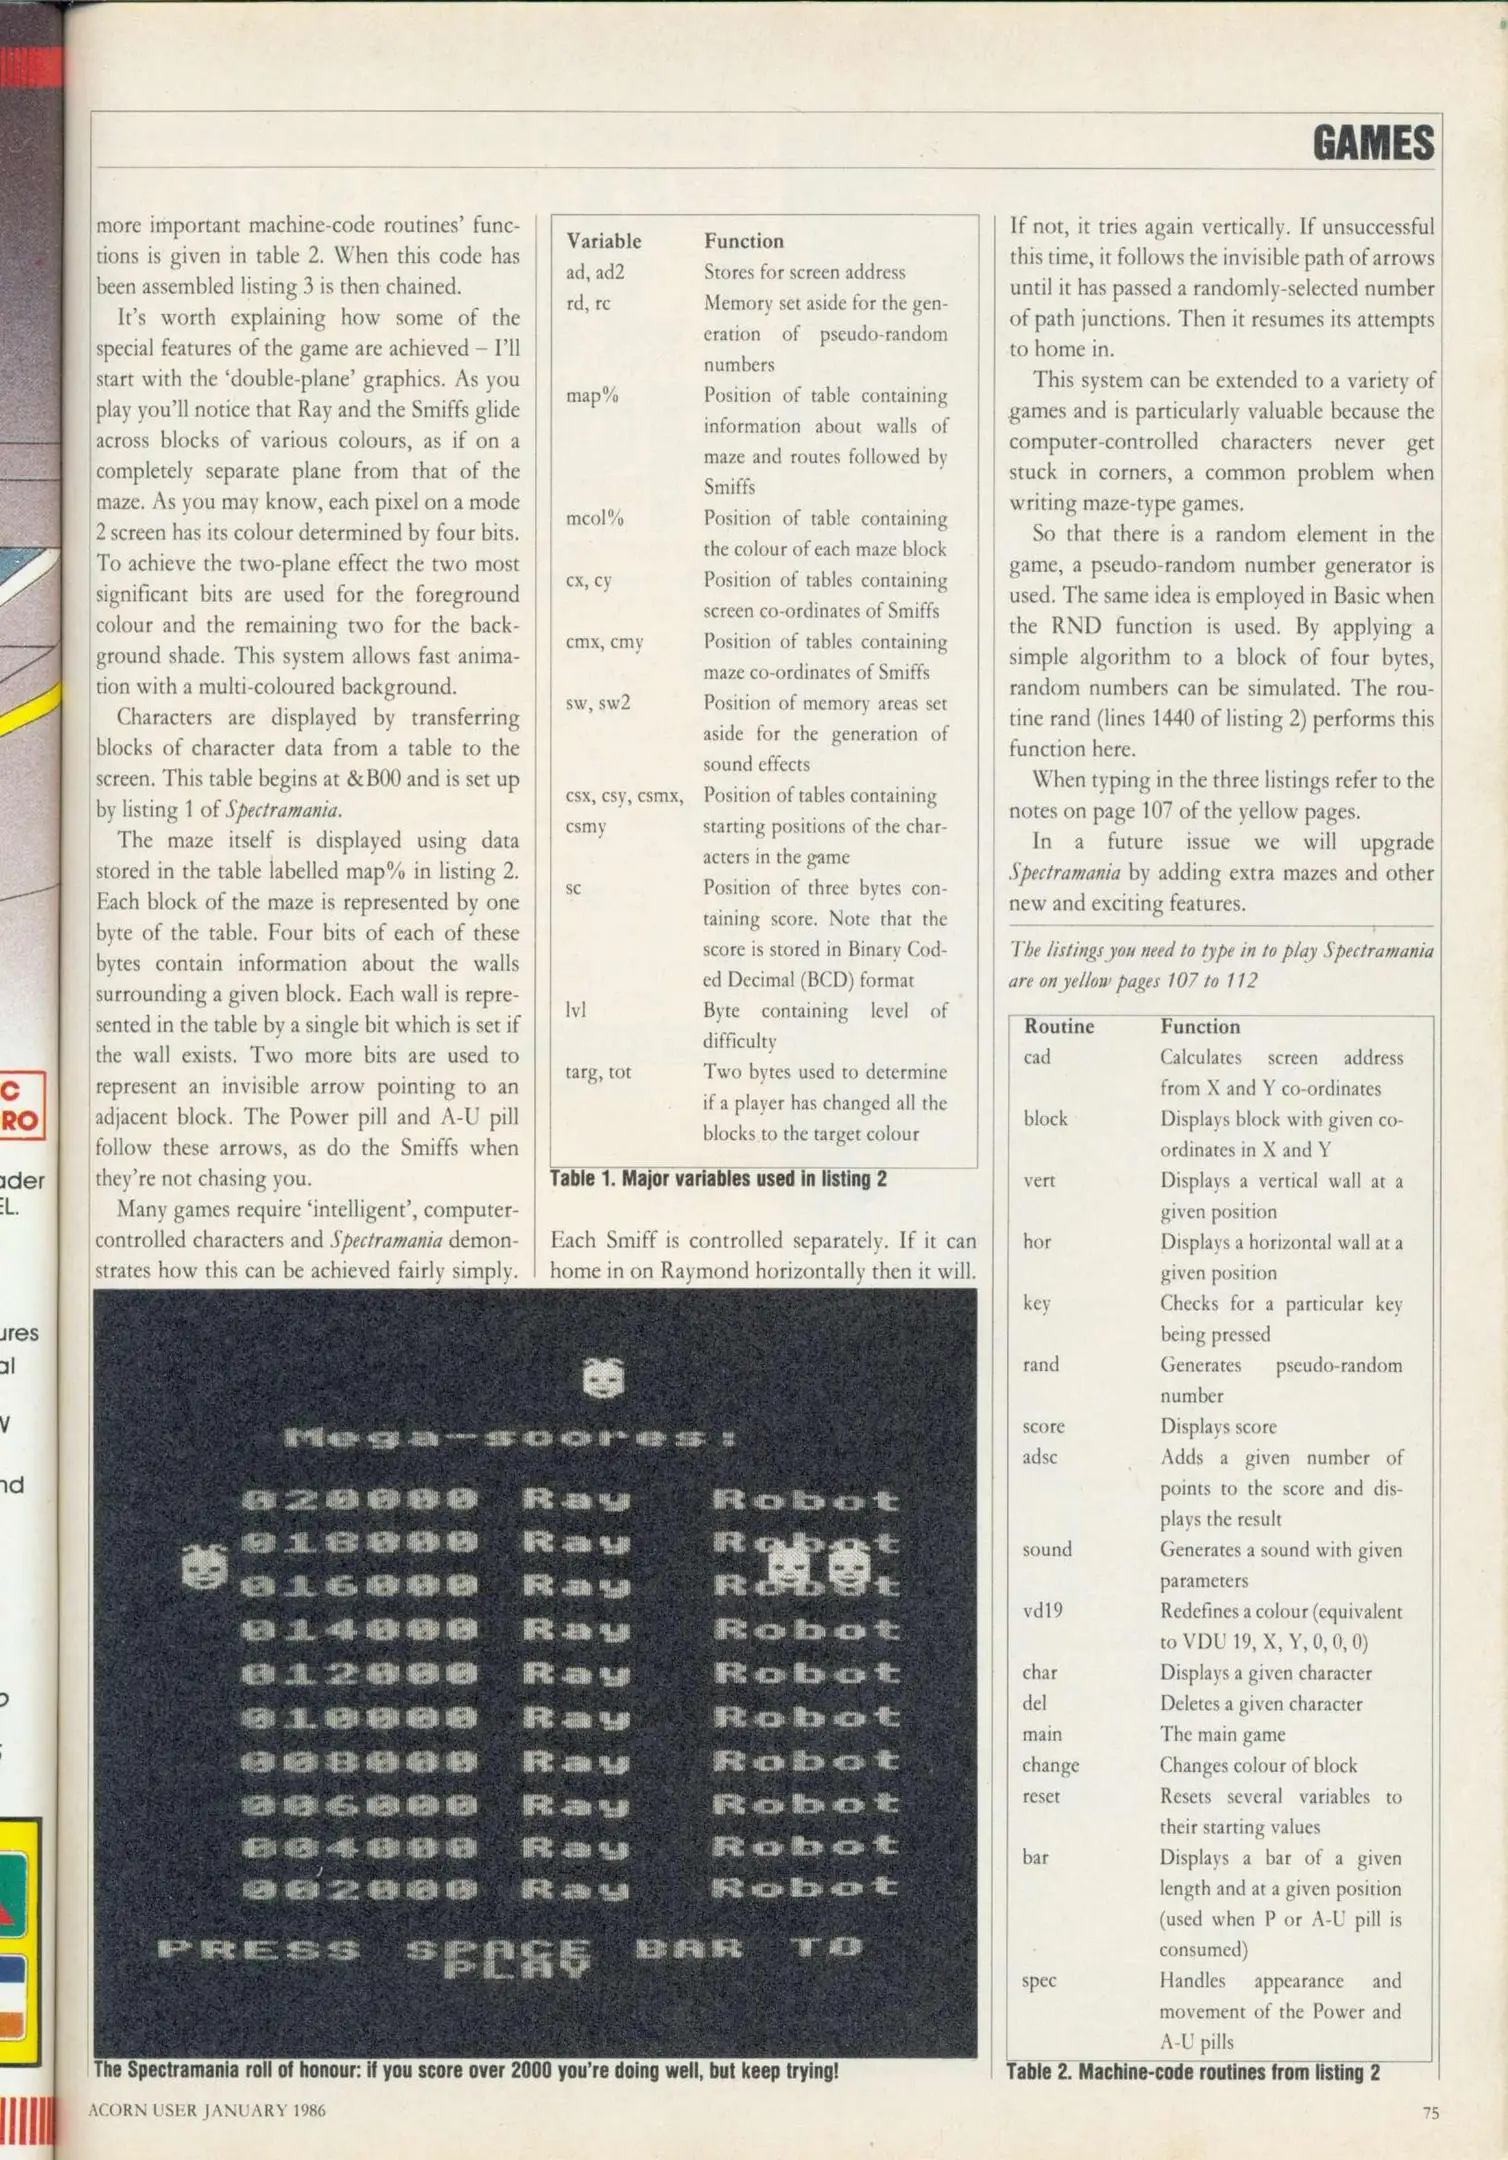 GAMES
more important machine-code routines' func-
tions is given in table 2. When this code has
been assembled listing 3 is then chained.
It's worth explaining how some of the
special features of the game are achieved – I'll
start with the 'double-plane' graphics. As you
play you'll notice that Ray and the Smiffs glide
across blocks of various colours, as if on a
completely separate plane from that of the
maze. As you may know, each pixel on a mode
2 screen has its colour determined by four bits.
To achieve the two-plane effect the two most
significant bits are used for the foreground
colour and the remaining two for the back-
ground shade. This system allows fast anima-
tion with a multi-coloured background.
Characters are displayed by transferring
blocks of character data from a table to the
screen. This table begins at &B00 and is set up
by listing 1 of Spectramania.
The maze itself is displayed using data
stored in the table labelled map% in listing 2.
Each block of the maze is represented by one
byte of the table. Four bits of each of these
bytes contain information about the walls
surrounding a given block. Each wall is repre-
sented in the table by a single bit which is set if
the wall exists. Two more bits are used to
represent an invisible arrow pointing to an
adjacent block. The Power pill and A-U pill
follow these arrows, as do the Smiffs when
they're not chasing you.
Many games require 'intelligent', computer-
controlled characters and Spectramania demon-
strates how this can be achieved fairly simply.
Variable Function
ad, ad2 Stores for screen address
rd, rc Memory set aside for the gen-
eration of pseudo-random
numbers
map% Position of table containing
information about walls of
maze and routes followed by
Smiffs
mcol% Position of table containing
the colour of each maze block
cx, cy Position of tables containing
screen co-ordinates of Smiffs
cmx, cmy Position of tables containing
maze co-ordinates of Smiffs
sw, sw2 Position of memory areas set
aside for the generation of
sound effects
csx, csy, csmx, Position of tables containing
csmy starting positions of the char-
acters in the game
sc Position of three bytes con-
taining score. Note that the
score is stored in Binary Cod-
ed Decimal (BCD) format
lvl Byte containing level of
difficulty
targ, tot Two bytes used to determine
if a player has changed all the
blocks to the target colour
Table 1. Major variables used in listing 2
Each Smiff is controlled separately. If it can
home in on Raymond horizontally then it will.
If not, it tries again vertically. If unsuccessful
this time, it follows the invisible path of arrows
until it has passed a randomly-selected number
of path junctions. Then it resumes its attempts
to home in.
This system can be extended to a variety of
games and is particularly valuable because the
computer-controlled characters never get
stuck in corners, a common problem when
writing maze-type games.
So that there is a random element in the
game, a pseudo-random number generator is
used. The same idea is employed in Basic when
the RND function is used. By applying a
simple algorithm to a block of four bytes,
random numbers can be simulated. The rou-
tine rand (lines 1440 of listing 2) performs this
function here.
When typing in the three listings refer to the
notes on page 107 of the yellow pages.
In a future issue we will upgrade
Spectramania by adding extra mazes and other
new and exciting features.
The listings you need to type in to play Spectramania
are on yellow pages 107 to 112
Routine Function
cad Calculates screen address
from X and Y co-ordinates
block Displays block with given co-
ordinates in X and Y
vert Displays a vertical wall at a
given position
hor Displays a horizontal wall at a
given position
key Checks for a particular key
being pressed
rand Generates pseudo-random
number
score Displays score
adsc Adds a given number of
points to the score and dis-
plays the result
sound Generates a sound with given
parameters
vd19 Redefines a colour (equivalent
to VDU 19, X, Y, 0, 0, 0)
char Displays a given character
del Deletes a given character
main The main game
change Changes colour of block
reset Resets several variables to
their starting values
bar Displays a bar of a given
length and at a given position
(used when P or A-U pill is
consumed)
spec Handles appearance and
movement of the Power and
A-U pills
Table 2. Machine-code routines from listing 2
Mega-scores:
020000 Ray Robot
018000 Ray Robot
016000 Ray Robot
014000 Ray Robot
012000 Ray Robot
010000 Ray Robot
008000 Ray Robot
006000 Ray Robot
004000 Ray Robot
002000 Ray Robot
PRESS SPACE BAR TO
PLAY
The Spectramania roll of honour: if you score over 2000 you're doing well, but keep trying!
ACORN USER JANUARY 1986
75